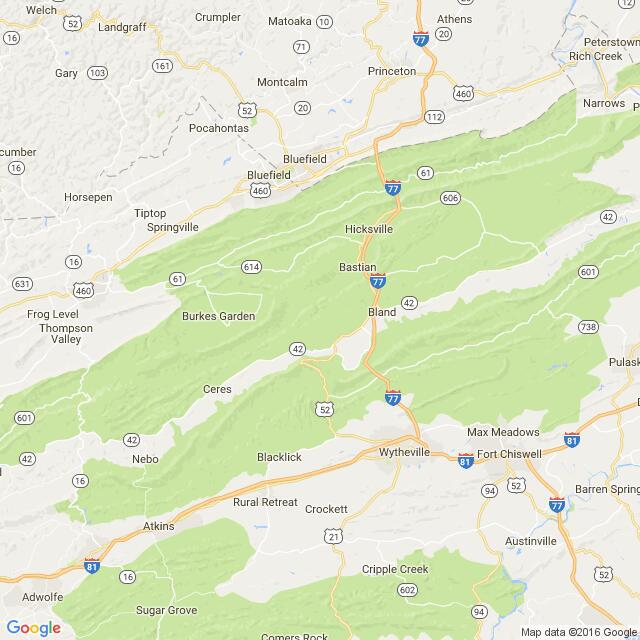 Welch
52
Crumpler
Landgraff
Matoaka
10
Athens
20
77
12
16
71
Peterstown
Rich Creek
Gary
103
161
Montcalm
Princeton
460
Narrows
52
20
112
Pocahontas
cumber
16
Bluefield
Bluefield
460
61
77
606
Horsepen
Tiptop
Springville
42
Hicksville
16
614
Bastian
601
631
460
61
77
42
Frog Level
Thompson
Valley
Burkes Garden
Bland
738
42
Pulask
Ceres
77
601
52
42
Max Meadows
81
42
Nebo
Blacklick
Wytheville
81
Fort Chiswell
16
94
52
Barren Spring
Rural Retreat
Crockett
77
Atkins
21
Austinville
81
16
Cripple Creek
52
602
Adwolfe
Sugar Grove
94
Comers Rock
Google
Map data ©2016 Google